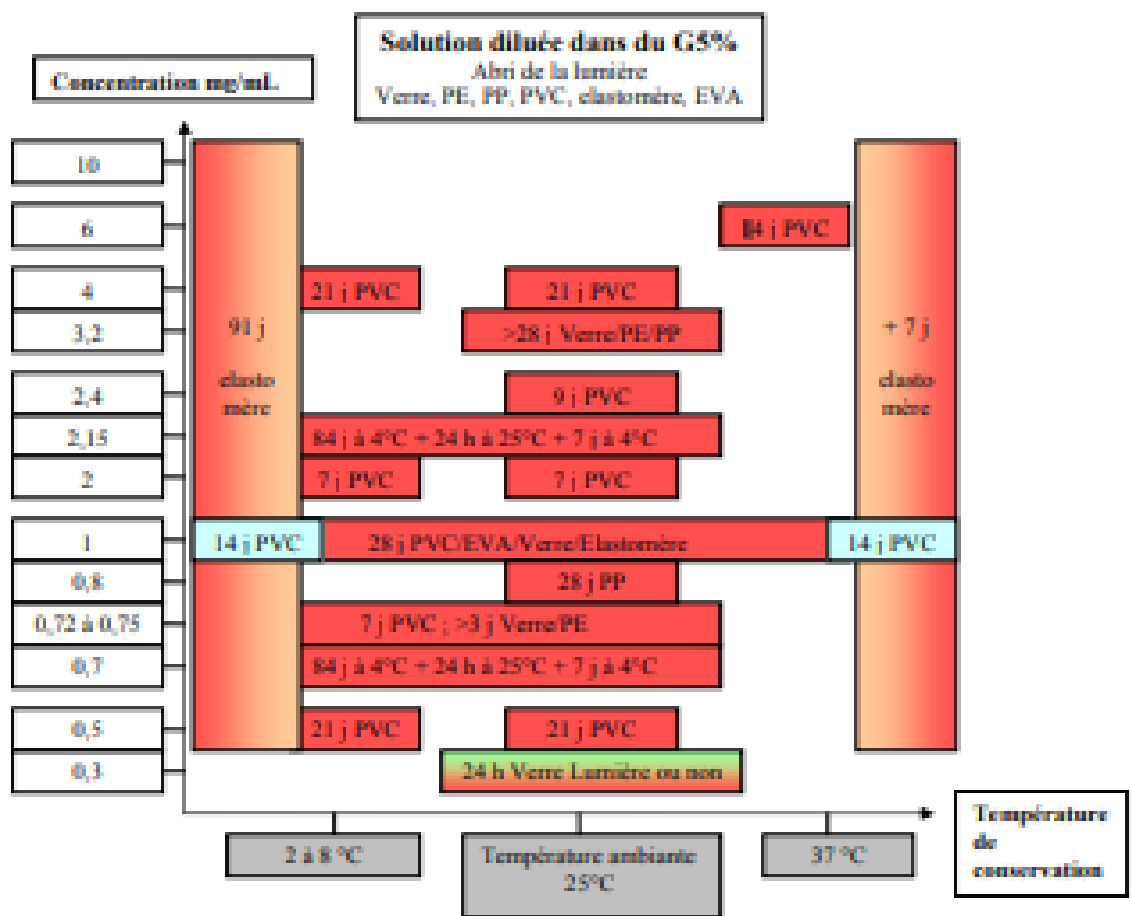 Solution diluée dans du G5%
Abri de la lumière
Verre, PE, PP, PVC, elastomère, EVA
Concentration mg/mL.
10
6
4
3,2
2,4
2,15
2
1
0,8
0,72 à 0,75
0,7
0,5
0,3
91 j
elasto
mère
14 j PVC
21 j PVC
21 j PVC
>28 j Verre/PE/PP
9 j PVC
84 j à 4°C + 24 h à 25°C + 7 j à 4°C
7 j PVC
7 j PVC
14 j PVC
28 j PVC/EVA/Verre/Elastomère
14 j PVC
28 j PP
7 j PVC ; >3 j Verre/PE
84 j à 4°C + 24 h à 25°C + 7 j à 4°C
21 j PVC
21 j PVC
24 h Verre Lumière ou non
+ 7 j
elasto
mère
2 à 8 °C
Température ambiante
25°C
37 °C
Température
de
conservation